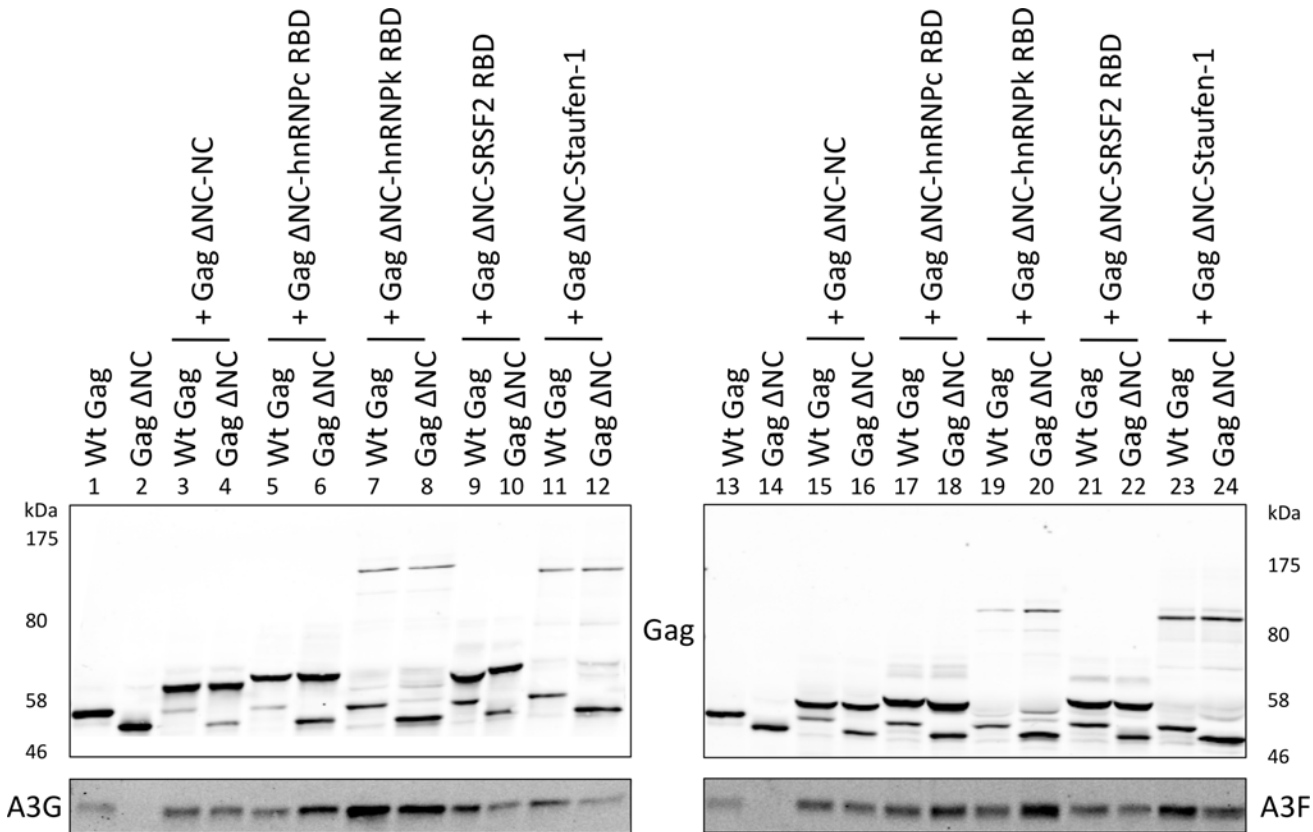 + Gag ΔNC-NC
+ Gag ΔNC-hnRNPc RBD
+ Gag ΔNC-hnRNPk RBD
+ Gag ΔNC-SRSF2 RBD
+ Gag ΔNC-Staufen-1
Wt Gag
Gag ΔNC
Wt Gag
Gag ΔNC
Wt Gag
Gag ΔNC
Wt Gag
Gag ΔNC
Wt Gag
Gag ΔNC
Wt Gag
Gag ΔNC
1 2 3 4 5 6 7 8 9 10 11 12
kDa
175
80
58
46
A3G
Gag
+ Gag ΔNC-NC
+ Gag ΔNC-hnRNPc RBD
+ Gag ΔNC-hnRNPk RBD
+ Gag ΔNC-SRSF2 RBD
+ Gag ΔNC-Staufen-1
Wt Gag
Gag ΔNC
Wt Gag
Gag ΔNC
Wt Gag
Gag ΔNC
Wt Gag
Gag ΔNC
Wt Gag
Gag ΔNC
Wt Gag
Gag ΔNC
13 14 15 16 17 18 19 20 21 22 23 24
kDa
175
80
58
46
A3F